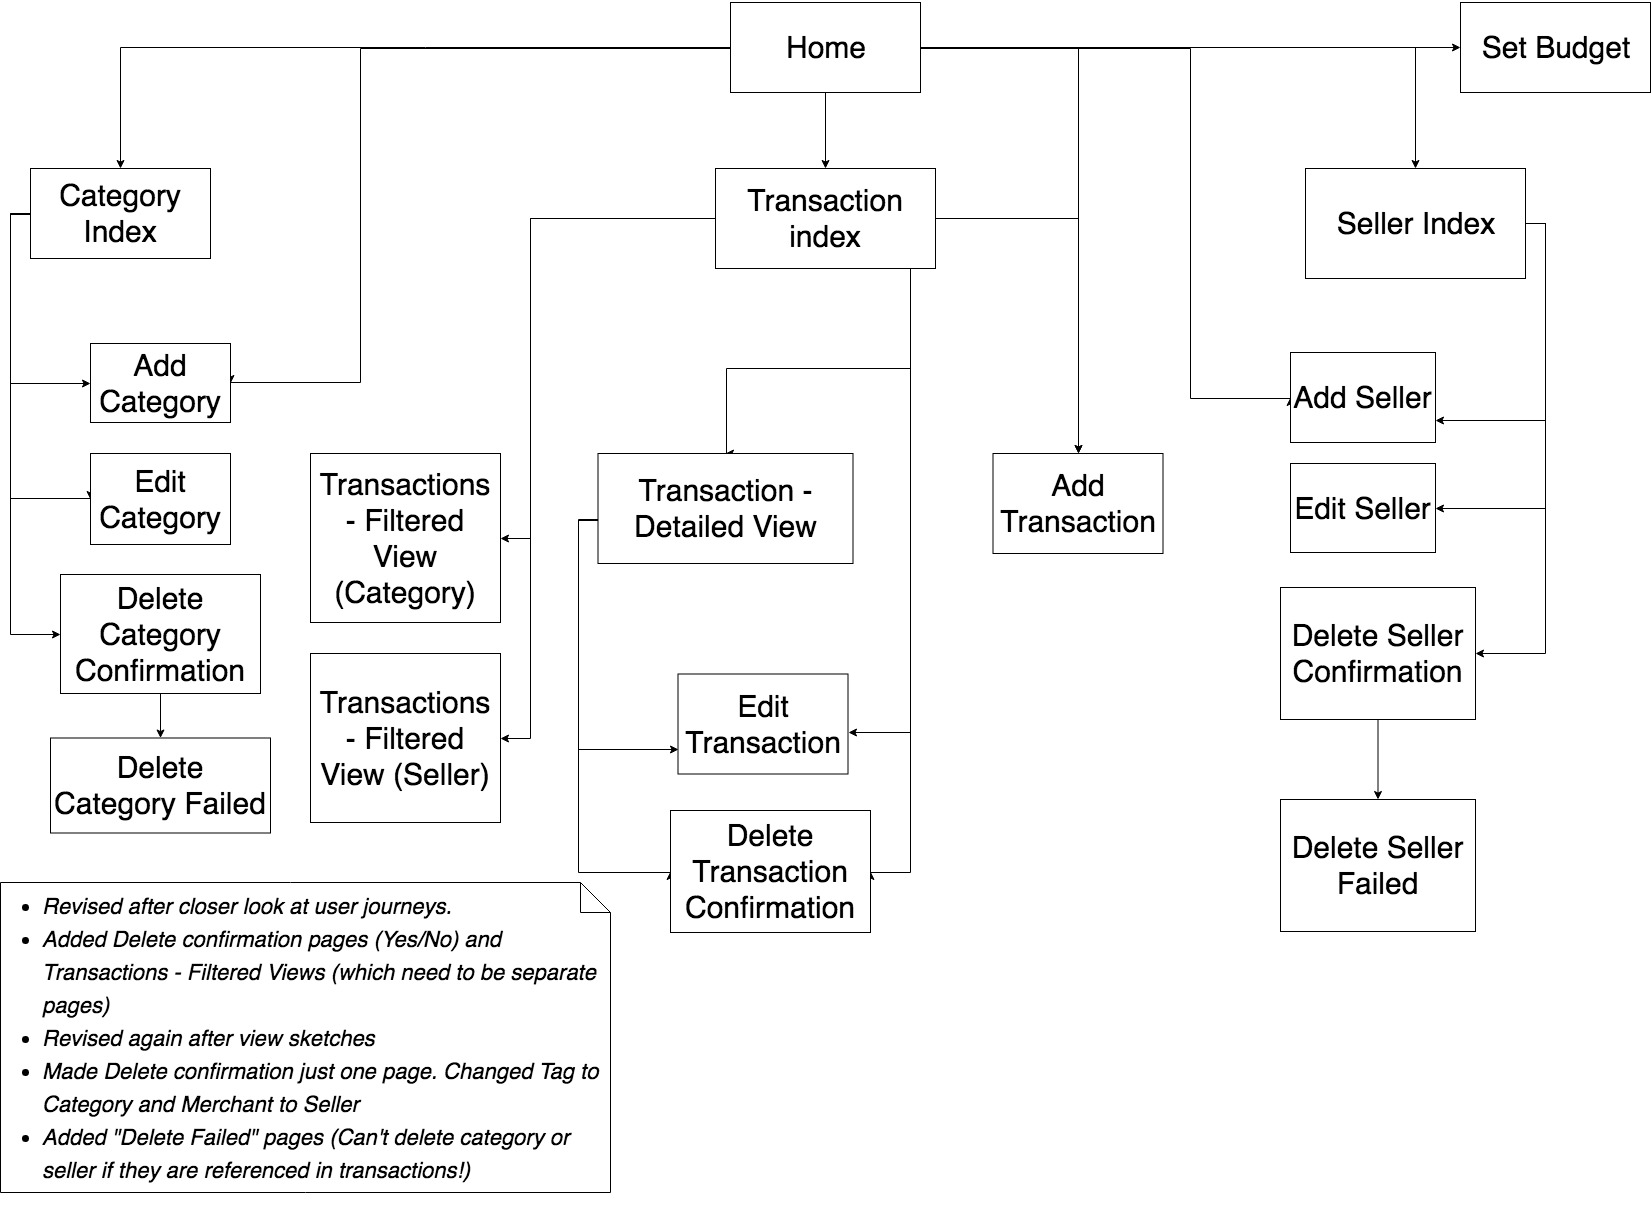 Home
Set Budget
Category
Index
Transaction
index
Seller Index
Add
Category
Add Seller
Edit
Category
Transactions
- Filtered
View
(Category)
Transaction -
Detailed View
Add
Transaction
Edit Seller
Delete
Category
Confirmation
Delete Seller
Confirmation
Transactions
- Filtered
View (Seller)
Edit
Transaction
Delete
Category Failed
Delete
Transaction
Confirmation
Delete Seller
Failed
• Revised after closer look at user journeys.
• Added Delete confirmation pages (Yes/No) and
Transactions - Filtered Views (which need to be separate
pages)
• Revised again after view sketches
• Made Delete confirmation just one page. Changed Tag to
Category and Merchant to Seller
• Added "Delete Failed" pages (Can't delete category or
seller if they are referenced in transactions!)